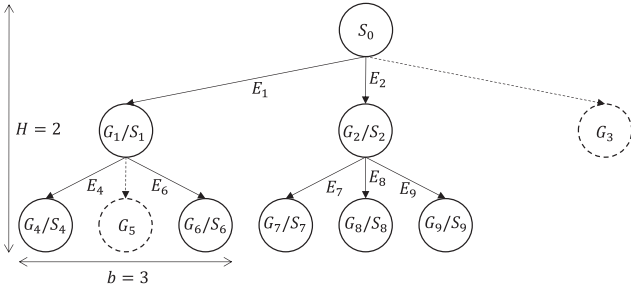 S₀
E₁
E₂
H = 2
G₁/S₁
G₂/S₂
G₃
E₄
E₆
E₇
E₈
E₉
G₄/S₄
G₅
G₆/S₆
G₇/S₇
G₈/S₈
G₉/S₉
b = 3